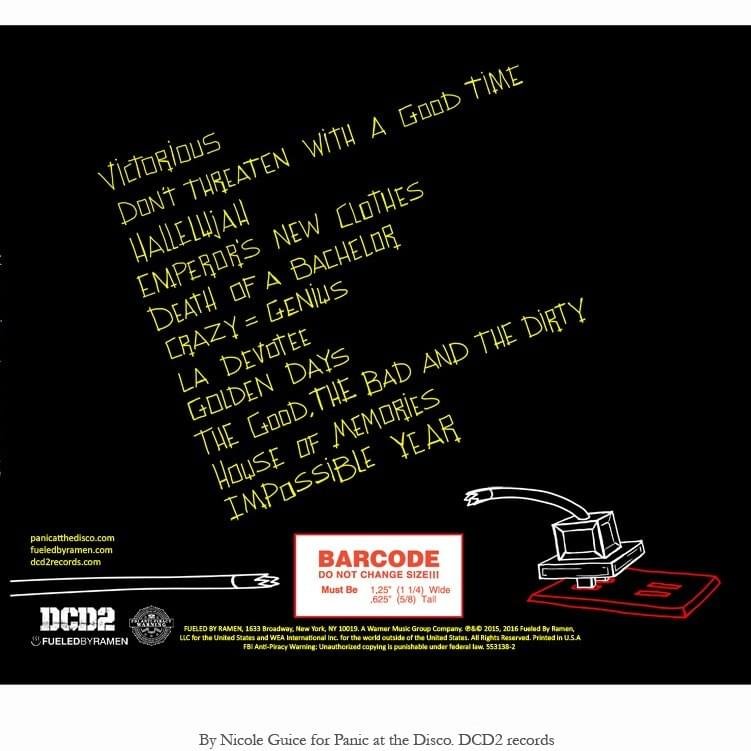 VICTORIOUS
DON'T THREATEN WITH A GOOD TIME
HALLELUJAH
EMPEROR'S NEW CLOTHES
DEATH OF A BACHELOR
CRAZY = GENIUS
LA DEVOTEE
GOLDEN DAYS
THE GOOD, THE BAD AND THE DIRTY
HOUSE OF MEMORIES
IMPOSSIBLE YEAR
panicatthedisco.com
fueledbyramen.com
dcd2records.com
BARCODE
DO NOT CHANGE SIZE!!!
Must Be 1,25" (1 1/4) Wide
,625" (5/8) Tall
DCD2
FUELEDBYRAMEN
FBI ANTI-PIRACY
WARNING
FUELED BY RAMEN, 1633 Broadway, New York, NY 10019. A Warner Music Group Company. ℗&© 2015, 2016 Fueled By Ramen,
LLC for the United States and WEA International Inc. for the world outside of the United States. All Rights Reserved. Printed in U.S.A
FBI Anti-Piracy Warning: Unauthorized copying is punishable under federal law. 553138-2
By Nicole Guice for Panic at the Disco. DCD2 records